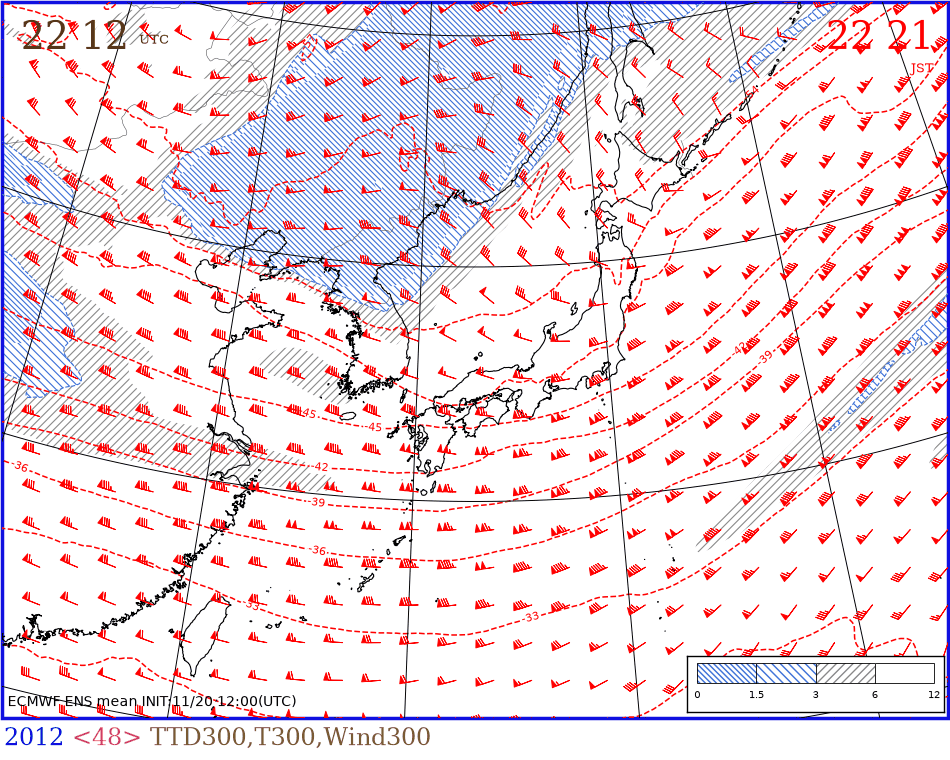 22 12 UTC
22 21
JST
-42
-39
-45
-45
-42
-36
-39
-36
-33
-33
0 1.5 3 6 12
ECMWF ENS mean INIT:11/20-12:00(UTC)
2012 <48> TTD300,T300,Wind300